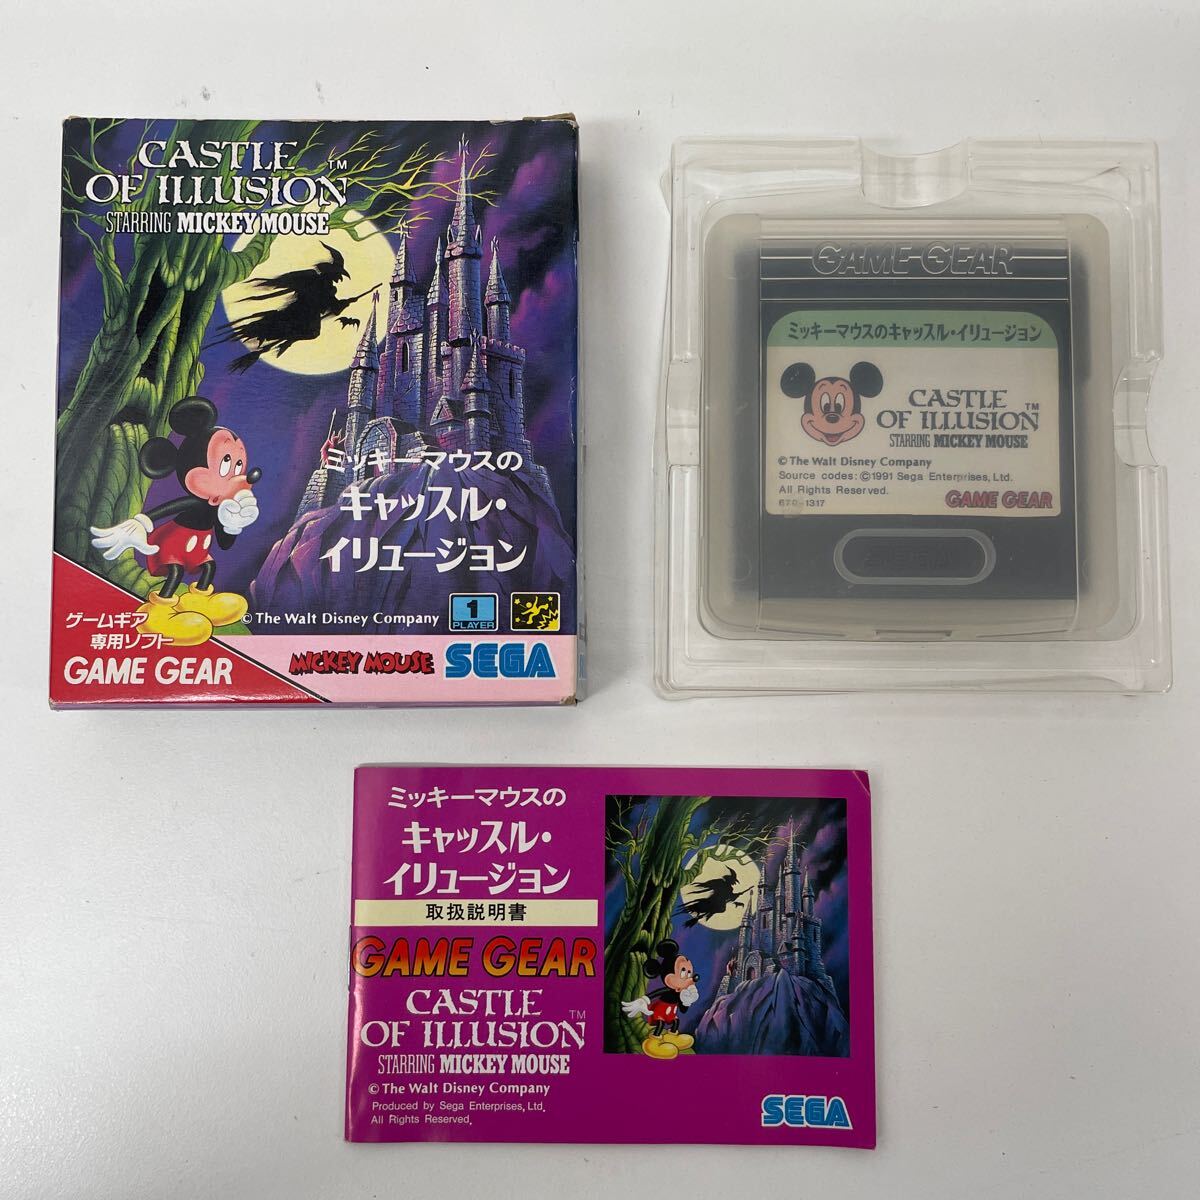 CASTLE
OF ILLUSION™
STARRING MICKEY MOUSE
ミッキーマウスの
キャッスル・
イリュージョン
© The Walt Disney Company
1
PLAYER
ゲームギア
専用ソフト
GAME GEAR
MICKEY MOUSE
SEGA
GAME GEAR
ミッキーマウスのキャッスル・イリュージョン
CASTLE
OF ILLUSION™
STARRING MICKEY MOUSE
© The Walt Disney Company
Source codes: ©1991 Sega Enterprises, Ltd.
All Rights Reserved.
670-1317
GAME GEAR
ミッキーマウスの
キャッスル・
イリュージョン
取扱説明書
GAME GEAR
CASTLE
OF ILLUSION™
STARRING MICKEY MOUSE
© The Walt Disney Company
Produced by Sega Enterprises, Ltd.
All Rights Reserved.
SEGA